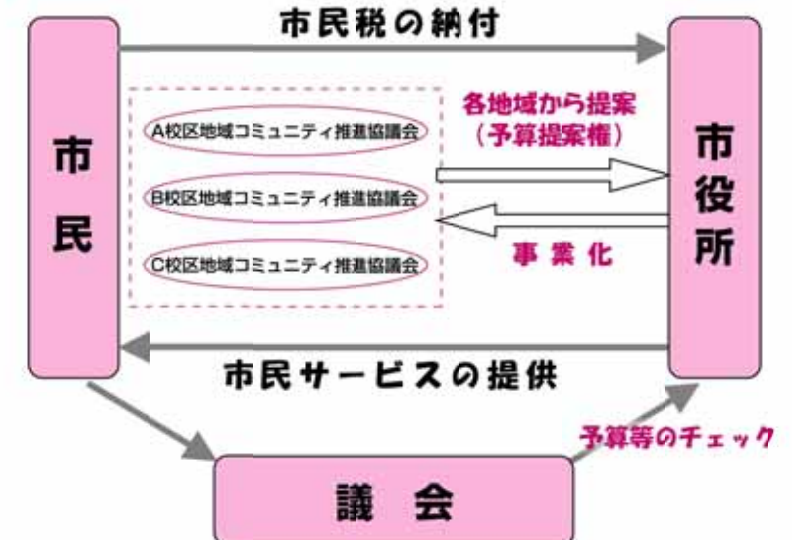 市民税の納付
市民
A校区地域コミュニティ推進協議会
B校区地域コミュニティ推進協議会
C校区地域コミュニティ推進協議会
各地域から提案
(予算提案権)
事業化
市役所
市民サービスの提供
予算等のチェック
議会